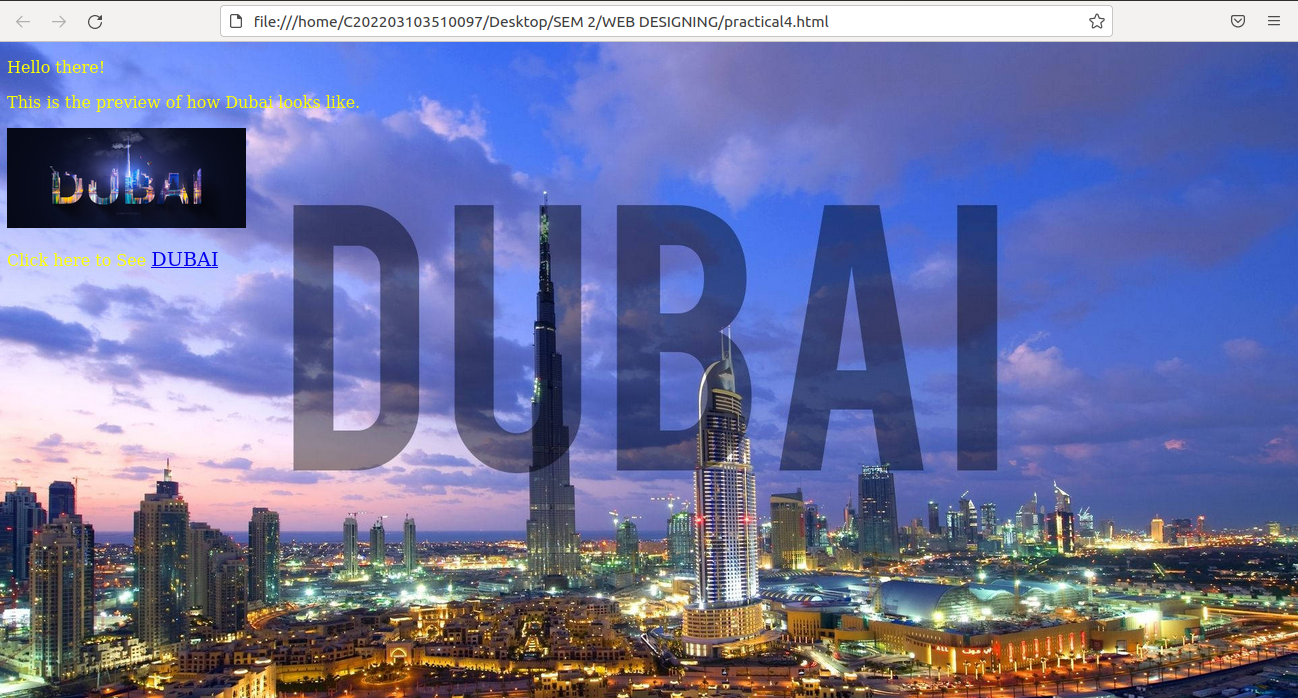 file:///home/C202203103510097/Desktop/SEM 2/WEB DESIGNING/practical4.html
Hello there!
This is the preview of how Dubai looks like.
DUBAI
Click here to See DUBAI
DUBAI